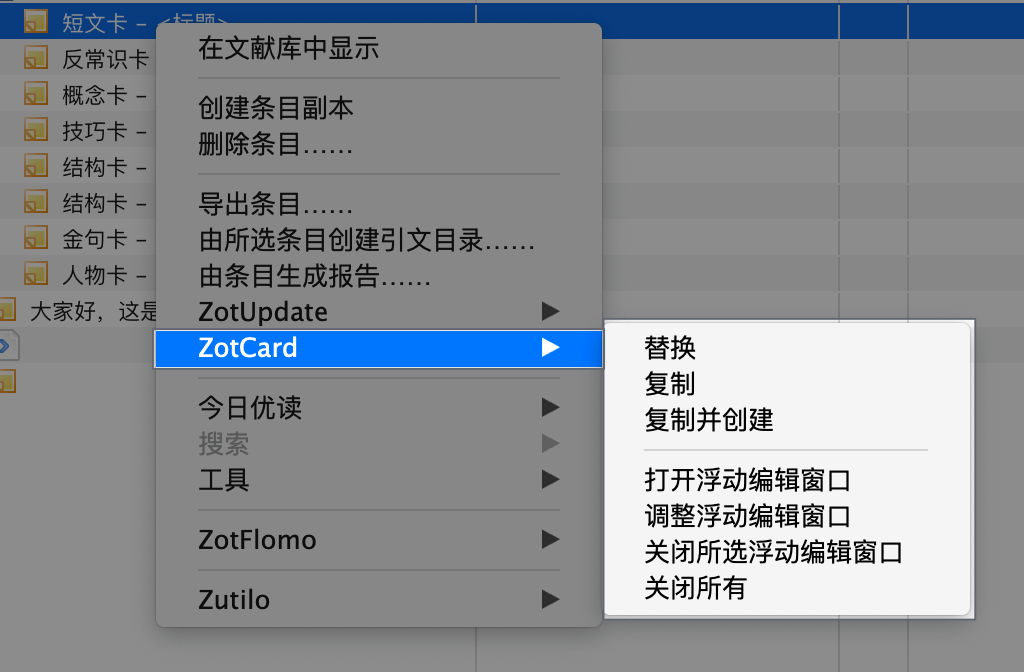 短文卡 – <标题>
反常识卡
概念卡 –
技巧卡 –
结构卡 –
结构卡 –
金句卡 –
人物卡 –
大家好，这是
在文献库中显示
创建条目副本
删除条目……
导出条目……
由所选条目创建引文目录……
由条目生成报告……
ZotUpdate
ZotCard
今日优读
搜索
工具
ZotFlomo
Zutilo
替换
复制
复制并创建
打开浮动编辑窗口
调整浮动编辑窗口
关闭所选浮动编辑窗口
关闭所有